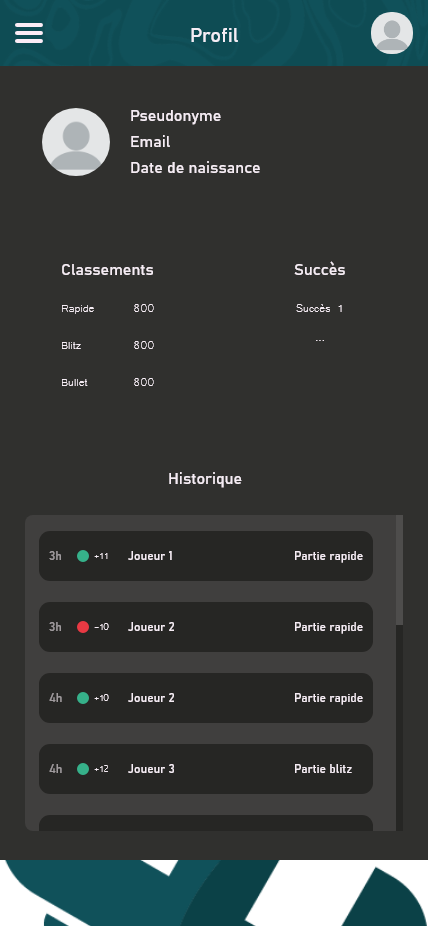 Profil
Pseudonyme
Email
Date de naissance
Classements Succès
Rapide 800 Succès 1
Blitz 800 ...
Bullet 800
Historique
3h +11 Joueur 1 Partie rapide
3h -10 Joueur 2 Partie rapide
4h +10 Joueur 2 Partie rapide
4h +12 Joueur 3 Partie blitz